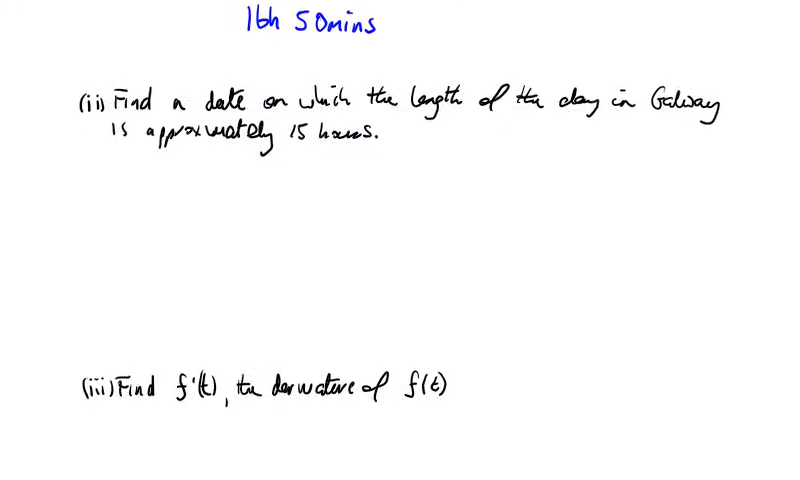 16h 50mins
(ii) Find a date on which the length of the day in Galway
is approximately 15 hours.
(iii) Find f'(t), the derivative of f(t)